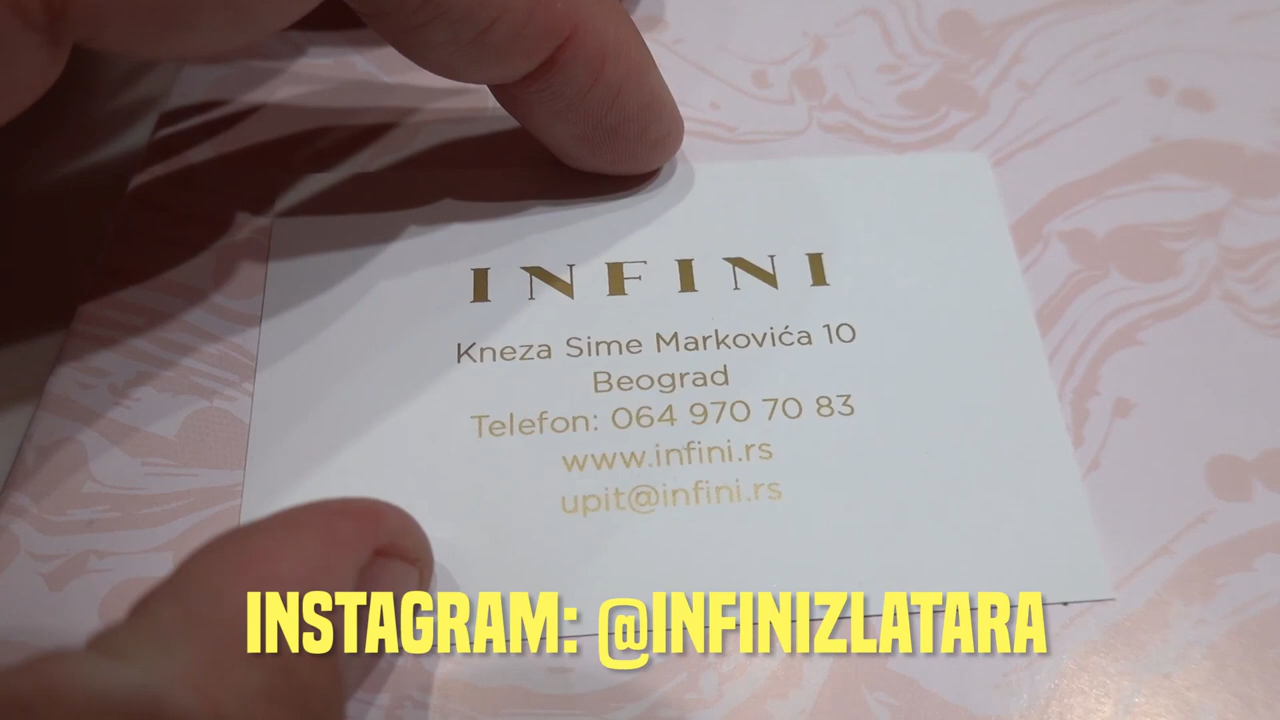 INFINI
Kneza Sime Markovića 10
Beograd
Telefon: 064 970 70 83
www.infini.rs
upit@infini.rs
INSTAGRAM: @INFINIZLATARA